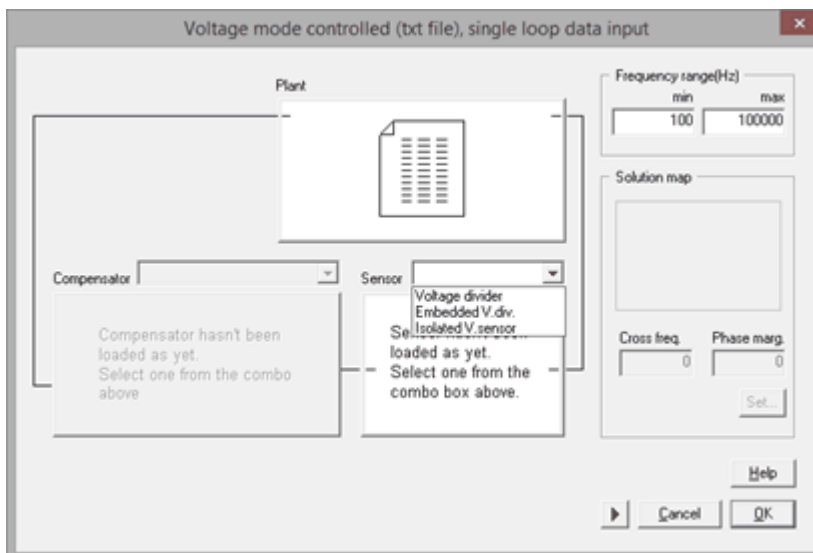 Voltage mode controlled (txt file), single loop data input
Plant
Frequency range(Hz)
min max
100 100000
Solution map
Compensator
Sensor
Voltage divider
Embedded V.div.
Isolated V.sensor
Compensator hasn't been
loaded as yet.
Select one from the combo
above
Sensor hasn't been
loaded as yet.
Select one from the
combo box above.
Cross freq. Phase marg.
0 0
Set...
Help
Cancel OK